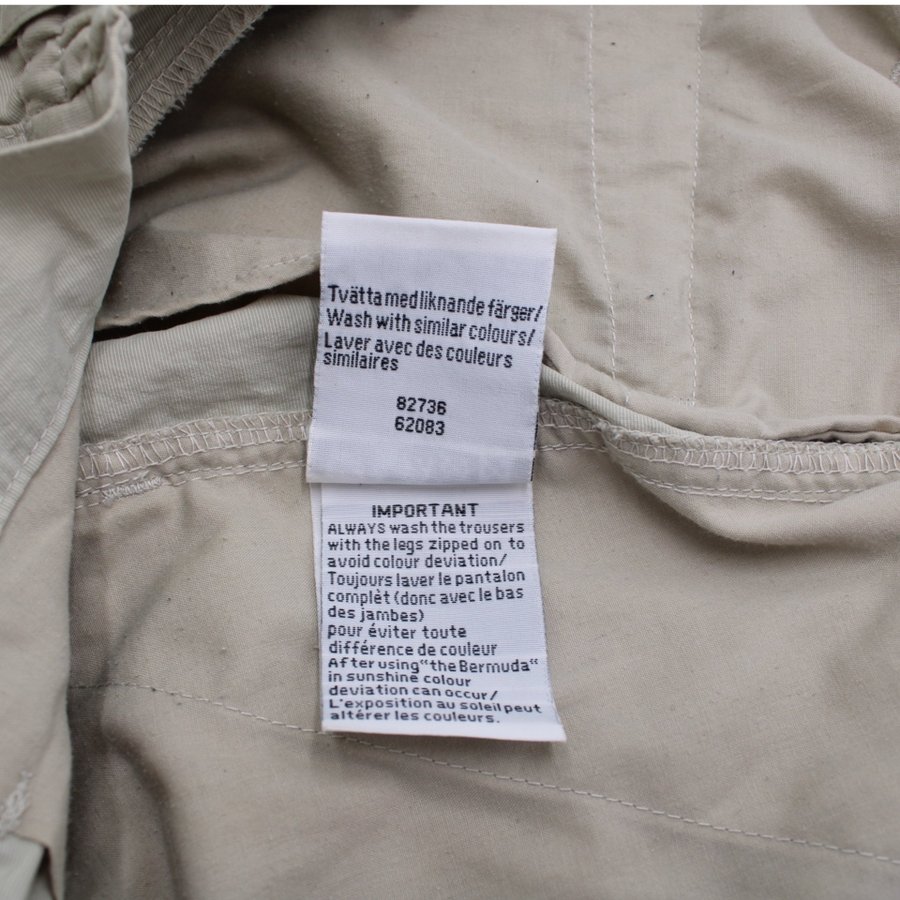 Tvätta med liknande färger/
Wash with similar colours/
Laver avec des couleurs
similaires
82736
62083
IMPORTANT
ALWAYS wash the trousers
with the legs zipped on to
avoid colour deviation/
Toujours laver le pantalon
complèt (donc avec le bas
des jambes)
pour éviter toute
différence de couleur
After using "the Bermuda"
in sunshine colour
deviation can occur/
L'exposition au soleil peut
altérer les couleurs.